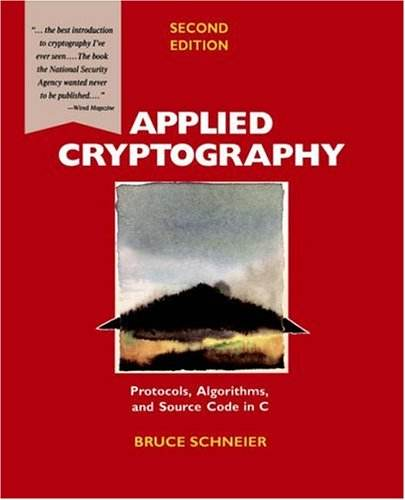 “... the best introduction
to cryptography I've
ever seen.... The book
the National Security
Agency wanted never
to be published....”
—Wired Magazine
SECOND
EDITION
APPLIED
CRYPTOGRAPHY
Protocols, Algorithms,
and Source Code in C
BRUCE SCHNEIER